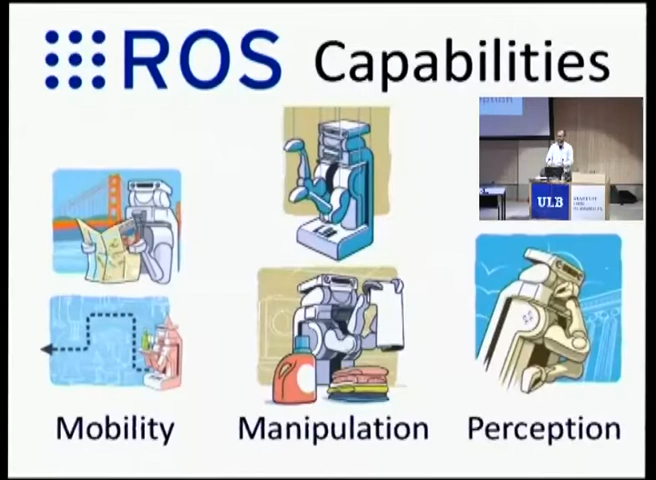 ROS Capabilities
ULB
Mobility
Manipulation
Perception